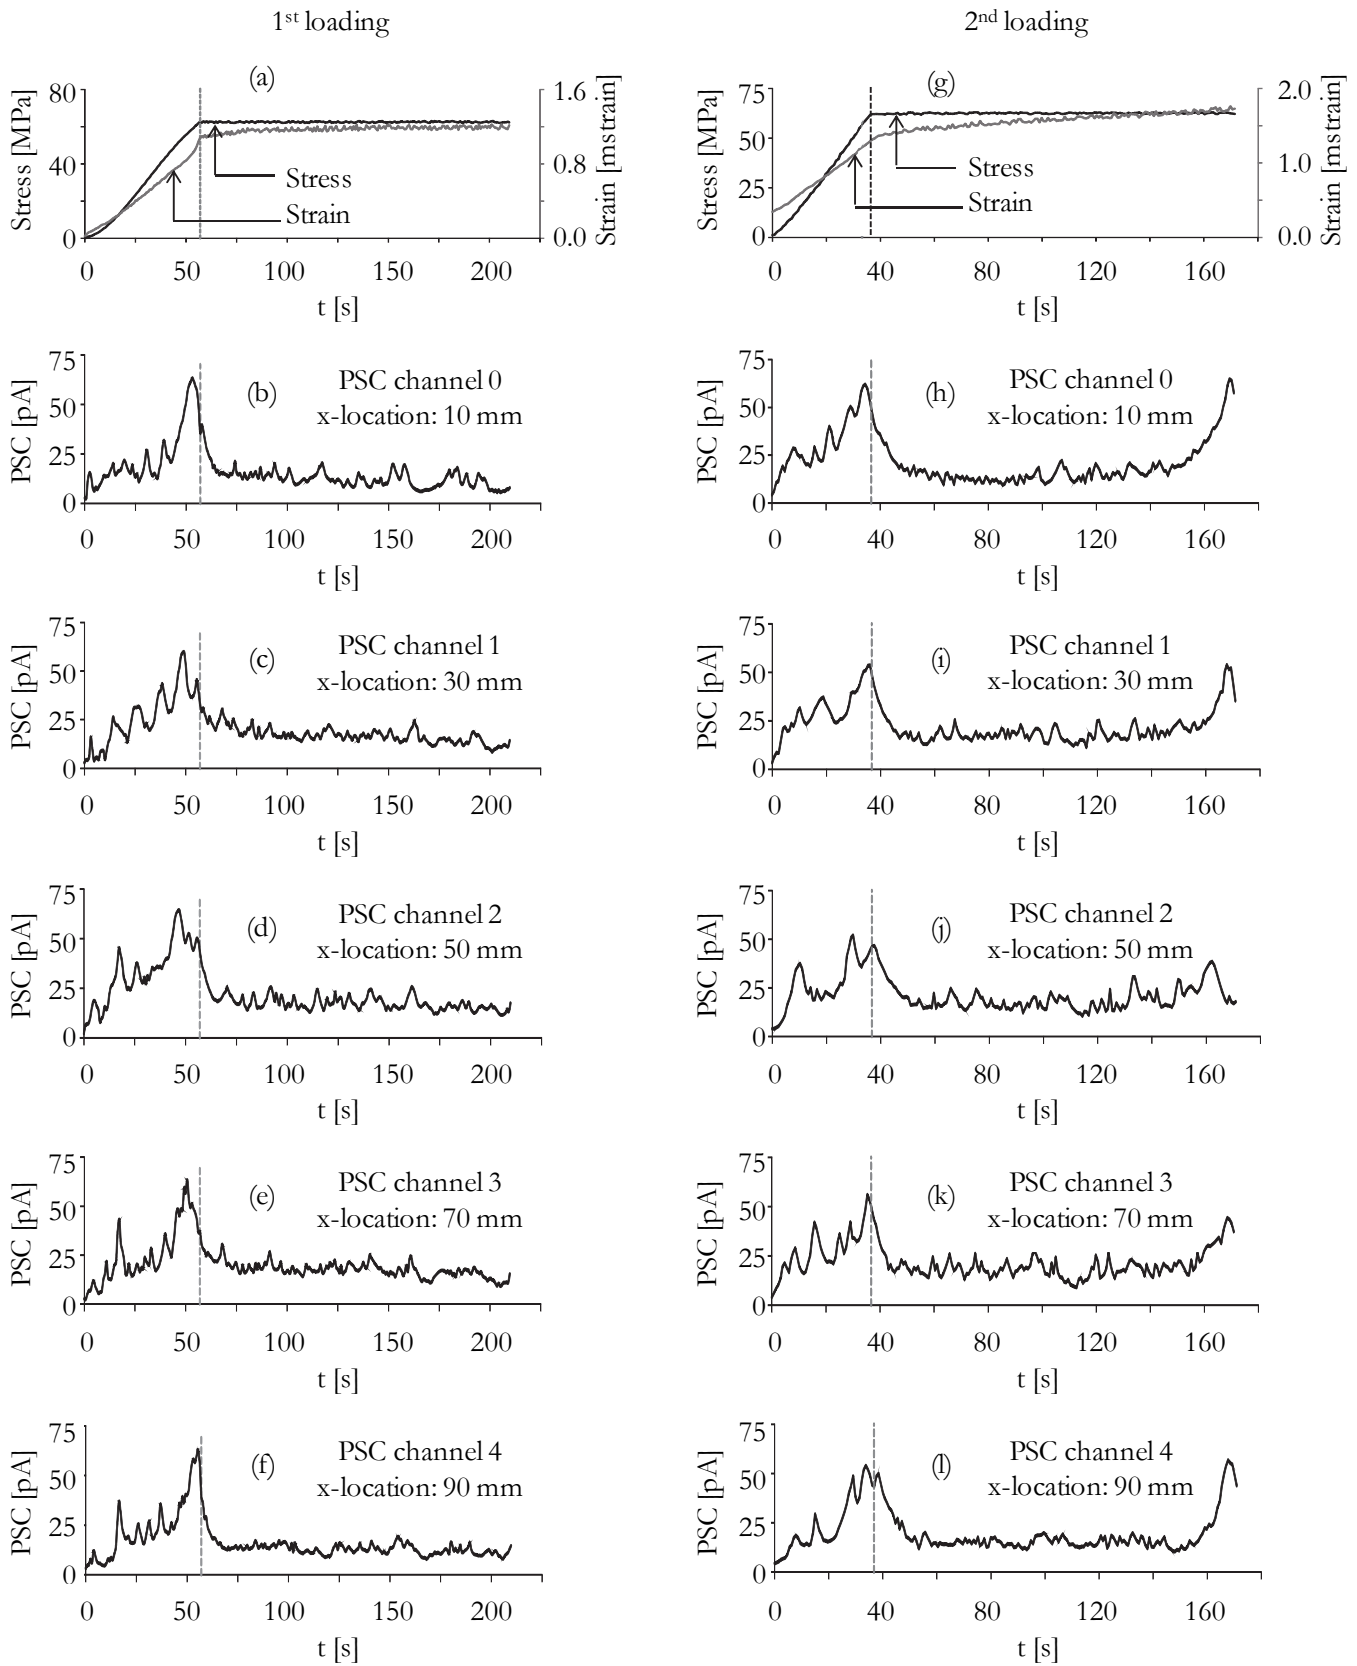 1st loading
2nd loading
(a)
80
40
0
Stress [MPa]
1.6
0.8
0.0
Strain [mstrain]
Stress
Strain
0 50 100 150 200
t [s]
(g)
75
50
25
0
Stress [MPa]
2.0
1.0
0.0
Strain [mstrain]
Stress
Strain
0 40 80 120 160
t [s]
75
50
25
0
PSC [pA]
(b)
PSC channel 0
x-location: 10 mm
0 50 100 150 200
t [s]
75
50
25
0
PSC [pA]
(h)
PSC channel 0
x-location: 10 mm
0 40 80 120 160
t [s]
75
50
25
0
PSC [pA]
(c)
PSC channel 1
x-location: 30 mm
0 50 100 150 200
t [s]
75
50
25
0
PSC [pA]
(i)
PSC channel 1
x-location: 30 mm
0 40 80 120 160
t [s]
75
50
25
0
PSC [pA]
(d)
PSC channel 2
x-location: 50 mm
0 50 100 150 200
t [s]
75
50
25
0
PSC [pA]
(j)
PSC channel 2
x-location: 50 mm
0 40 80 120 160
t [s]
75
50
25
0
PSC [pA]
(e)
PSC channel 3
x-location: 70 mm
0 50 100 150 200
t [s]
75
50
25
0
PSC [pA]
(k)
PSC channel 3
x-location: 70 mm
0 40 80 120 160
t [s]
75
50
25
0
PSC [pA]
(f)
PSC channel 4
x-location: 90 mm
0 50 100 150 200
t [s]
75
50
25
0
PSC [pA]
(l)
PSC channel 4
x-location: 90 mm
0 40 80 120 160
t [s]